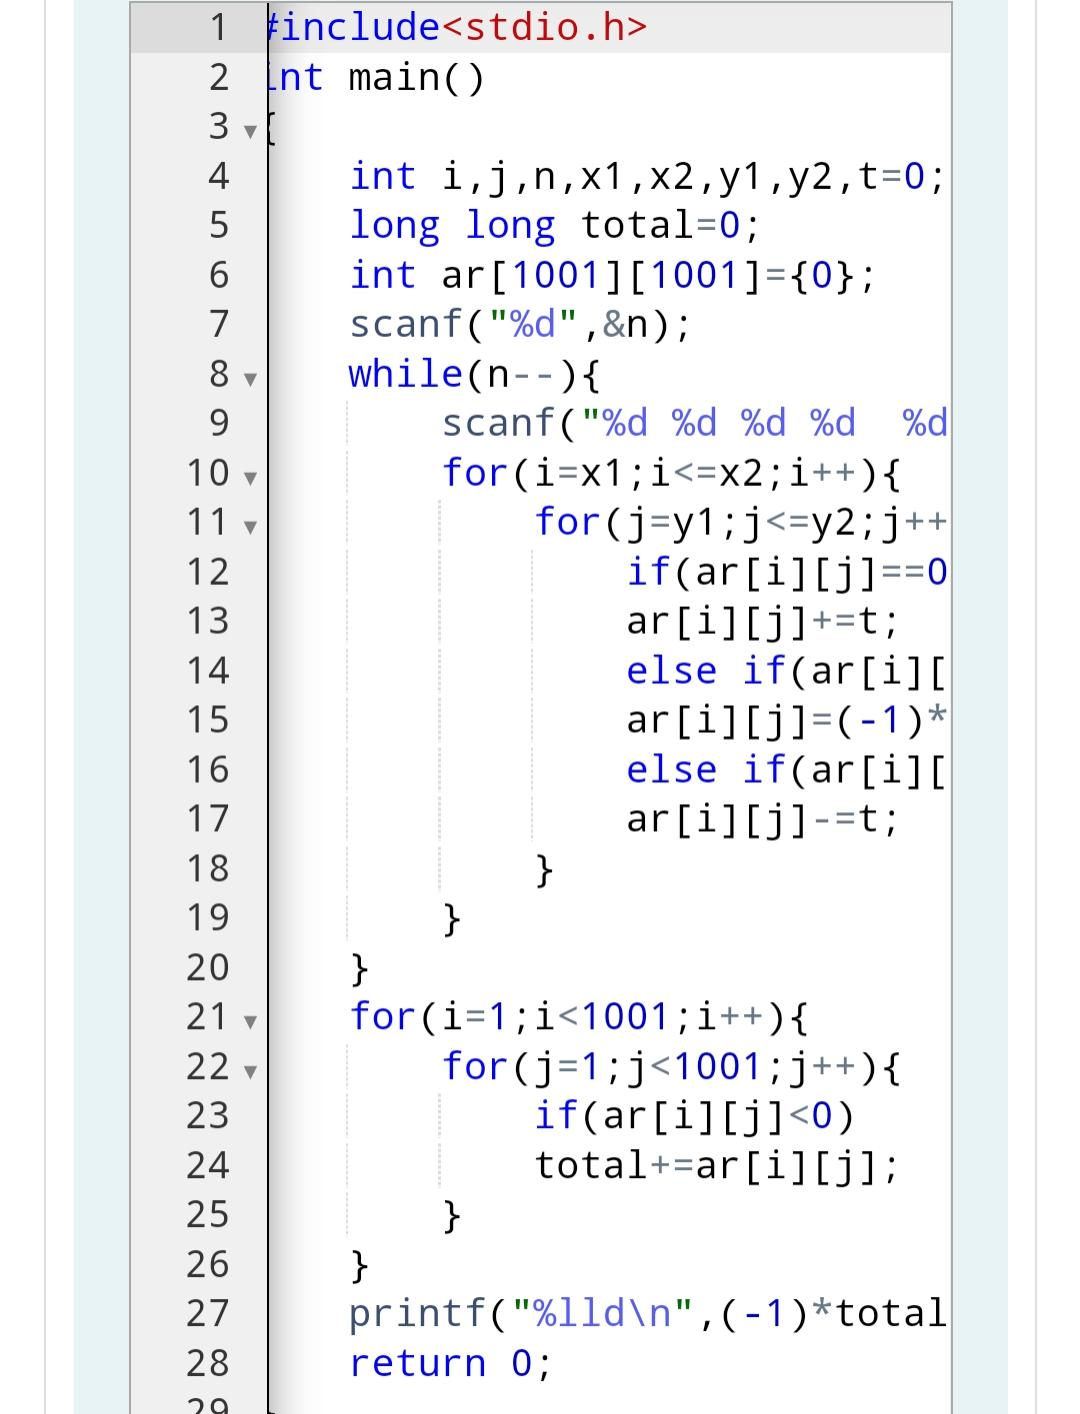 1 #include<stdio.h>
2 int main()
3 {
4 int i,j,n,x1,x2,y1,y2,t=0;
5 long long total=0;
6 int ar[1001][1001]={0};
7 scanf("%d",&n);
8 while(n--){
9 scanf("%d %d %d %d  %d
10 for(i=x1;i<=x2;i++){
11 for(j=y1;j<=y2;j++
12 if(ar[i][j]==0
13 ar[i][j]+=t;
14 else if(ar[i][
15 ar[i][j]=(-1)*
16 else if(ar[i][
17 ar[i][j]-=t;
18 }
19 }
20 }
21 for(i=1;i<1001;i++){
22 for(j=1;j<1001;j++){
23 if(ar[i][j]<0)
24 total+=ar[i][j];
25 }
26 }
27 printf("%lld\n",(-1)*total
28 return 0;
29